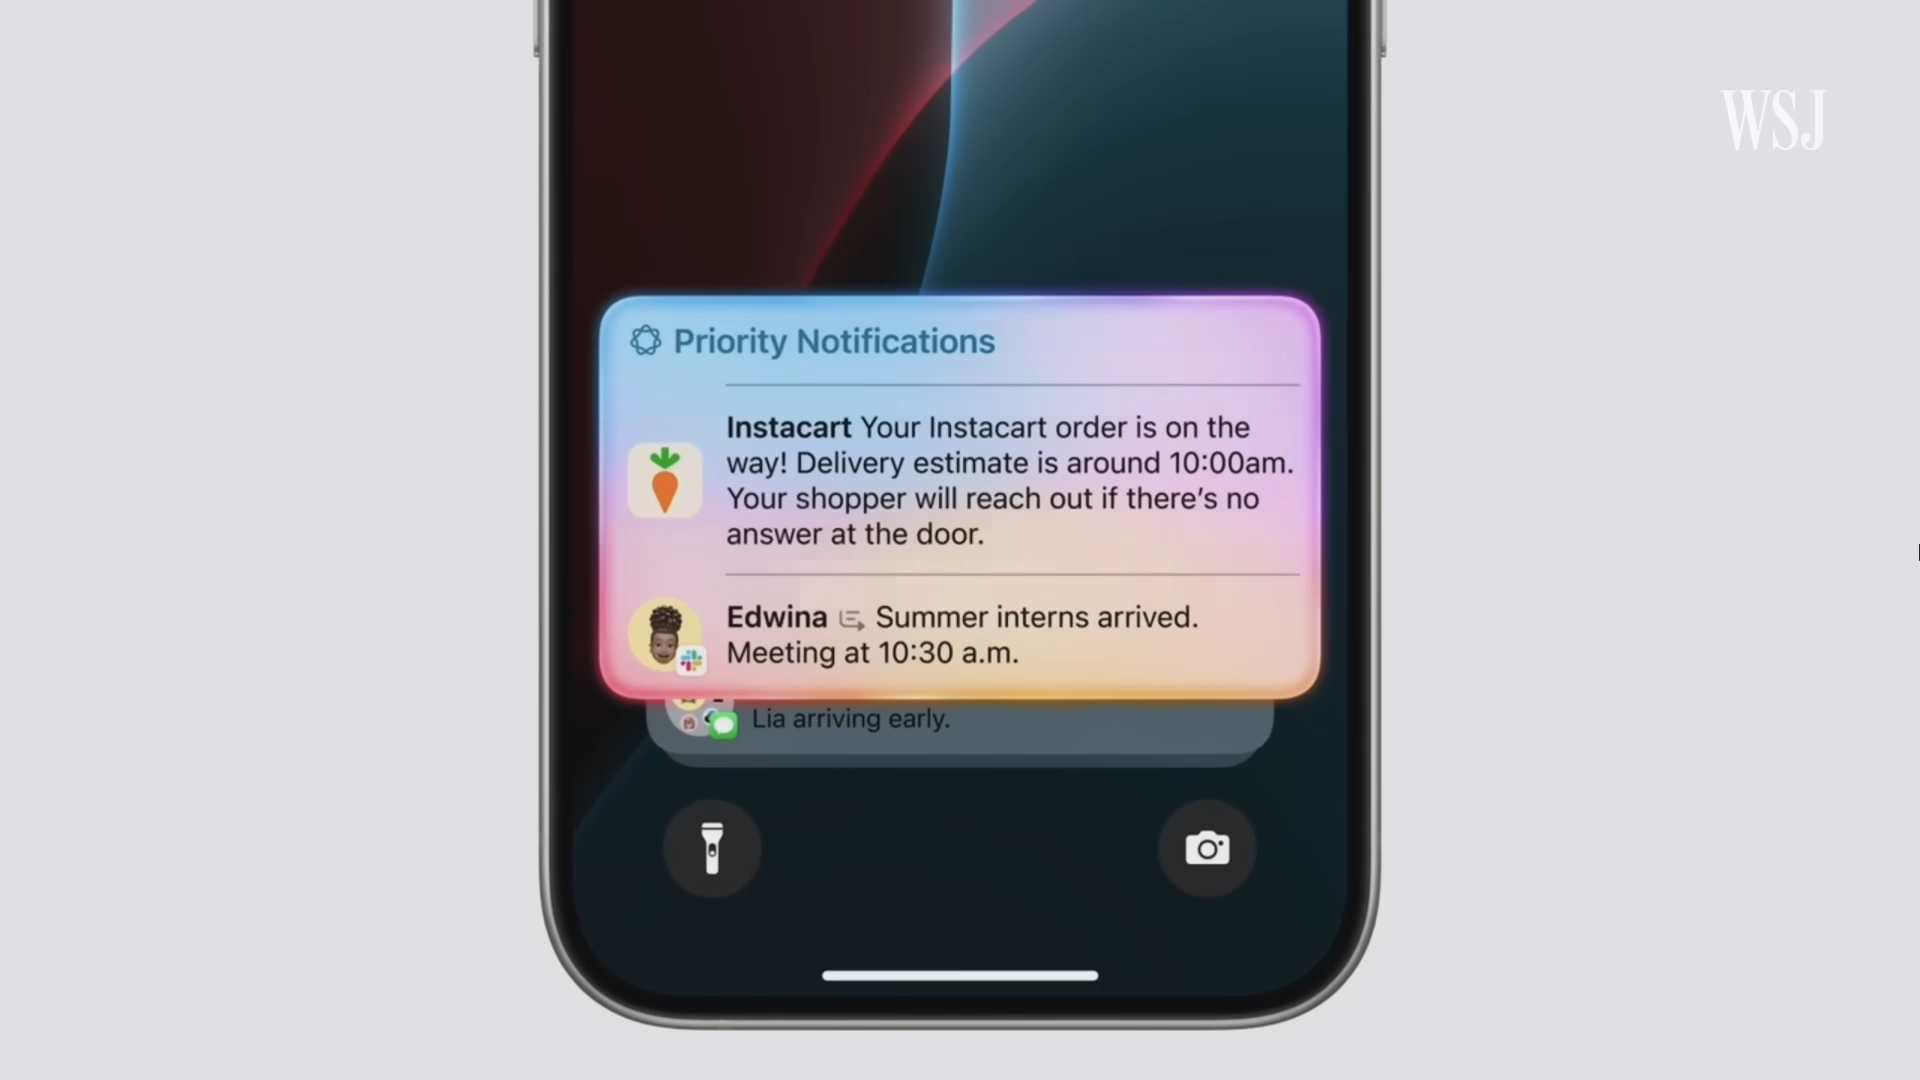 WSJ
Priority Notifications
Instacart Your Instacart order is on the
way! Delivery estimate is around 10:00am.
Your shopper will reach out if there’s no
answer at the door.
Edwina Summer interns arrived.
Meeting at 10:30 a.m.
Lia arriving early.